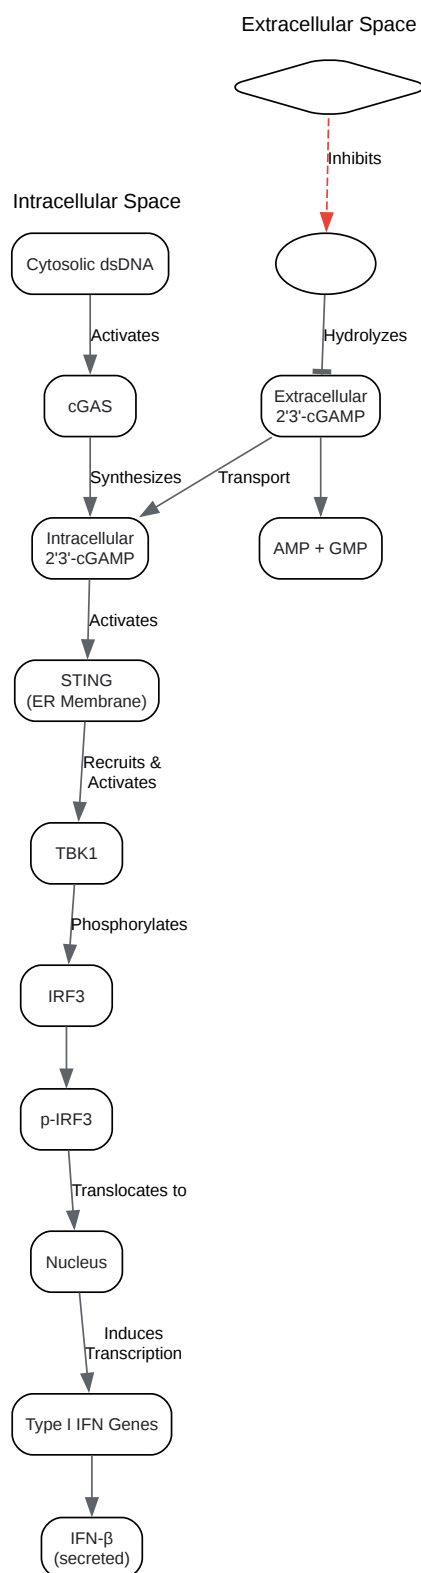 Extracellular Space
Inhibits
Intracellular Space
Cytosolic dsDNA
Activates
Hydrolyzes
cGAS
Extracellular
2'3'-cGAMP
Synthesizes
Transport
Intracellular
2'3'-cGAMP
AMP + GMP
Activates
STING
(ER Membrane)
Recruits &
Activates
TBK1
Phosphorylates
IRF3
p-IRF3
Translocates to
Nucleus
Induces
Transcription
Type I IFN Genes
IFN-β
(secreted)